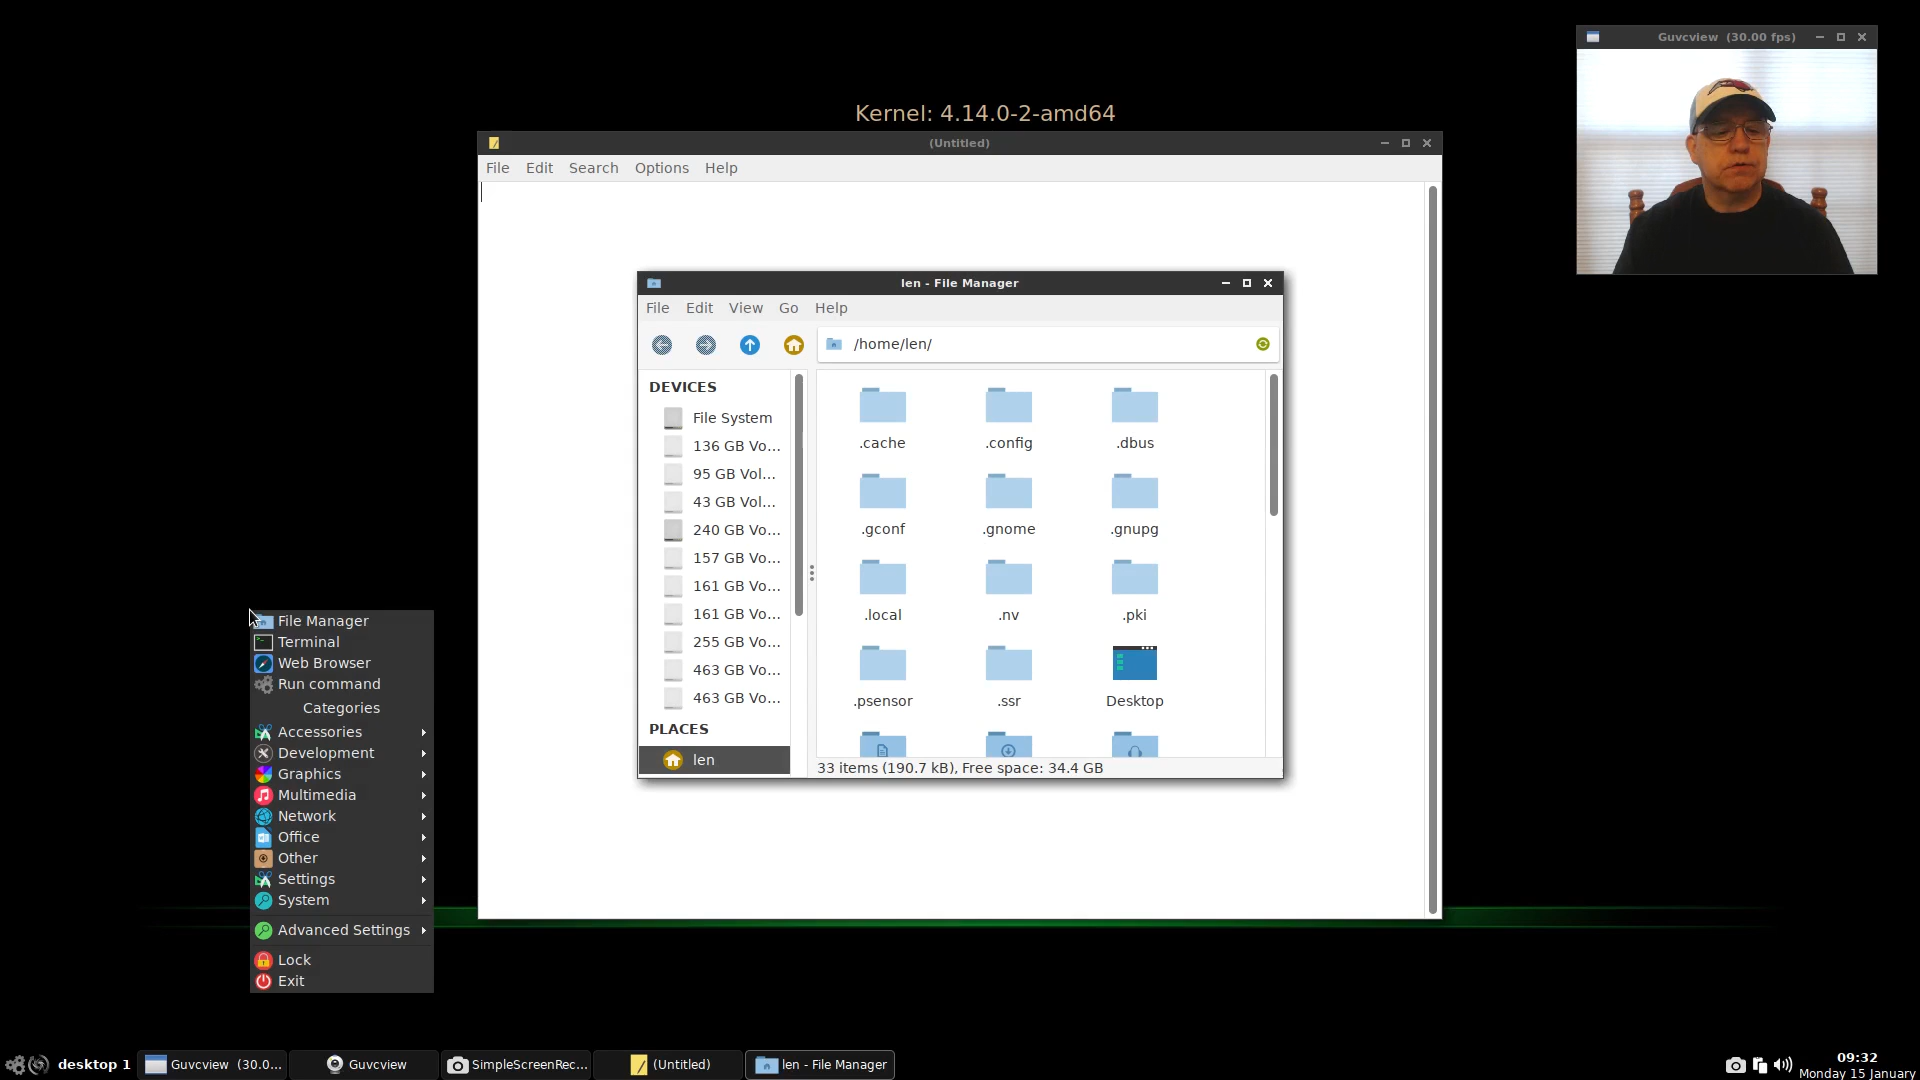 Guvcview (30.00 fps)
Kernel: 4.14.0-2-amd64
(Untitled)
File Edit Search Options Help
len - File Manager
File Edit View Go Help
/home/len/
DEVICES
File System
136 GB Vo...
95 GB Vol...
43 GB Vol...
240 GB Vo...
157 GB Vo...
161 GB Vo...
161 GB Vo...
255 GB Vo...
463 GB Vo...
463 GB Vo...
PLACES
len
.cache .config .dbus
.gconf .gnome .gnupg
.local .nv .pki
.psensor .ssr Desktop
33 items (190.7 kB), Free space: 34.4 GB
File Manager
Terminal
Web Browser
Run command
Categories
Accessories
Development
Graphics
Multimedia
Network
Office
Other
Settings
System
Advanced Settings
Lock
Exit
desktop 1 Guvcview (30.0... Guvcview SimpleScreenRec... (Untitled) len - File Manager
09:32
Monday 15 January